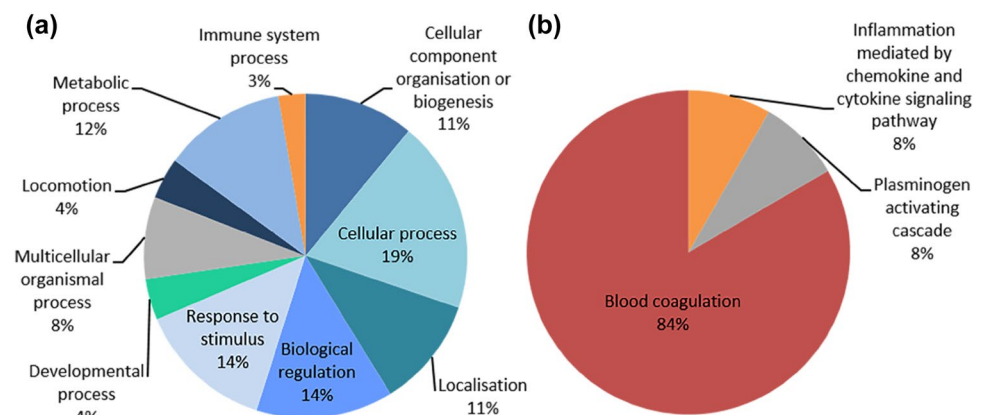 (a)
Immune system
process
3%
Cellular
component
organisation or
biogenesis
11%
Metabolic
process
12%
Locomotion
4%
Cellular process
19%
Multicellular
organismal
process
8%
Response to
stimulus
14%
Biological
regulation
14%
Developmental
process
4%
Localisation
11%
(b)
Inflammation
mediated by
chemokine and
cytokine signaling
pathway
8%
Plasminogen
activating
cascade
8%
Blood coagulation
84%